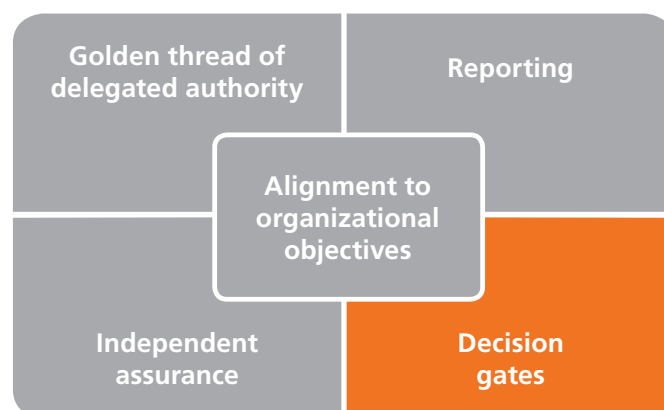 Golden thread of
delegated authority
Reporting
Alignment to
organizational
objectives
Independent
assurance
Decision
gates